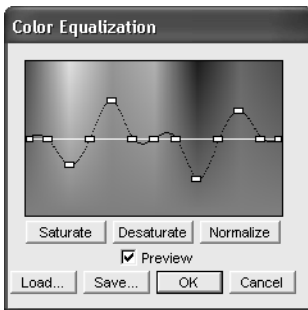 Color Equalization
Saturate Desaturate Normalize
Preview
Load... Save... OK Cancel